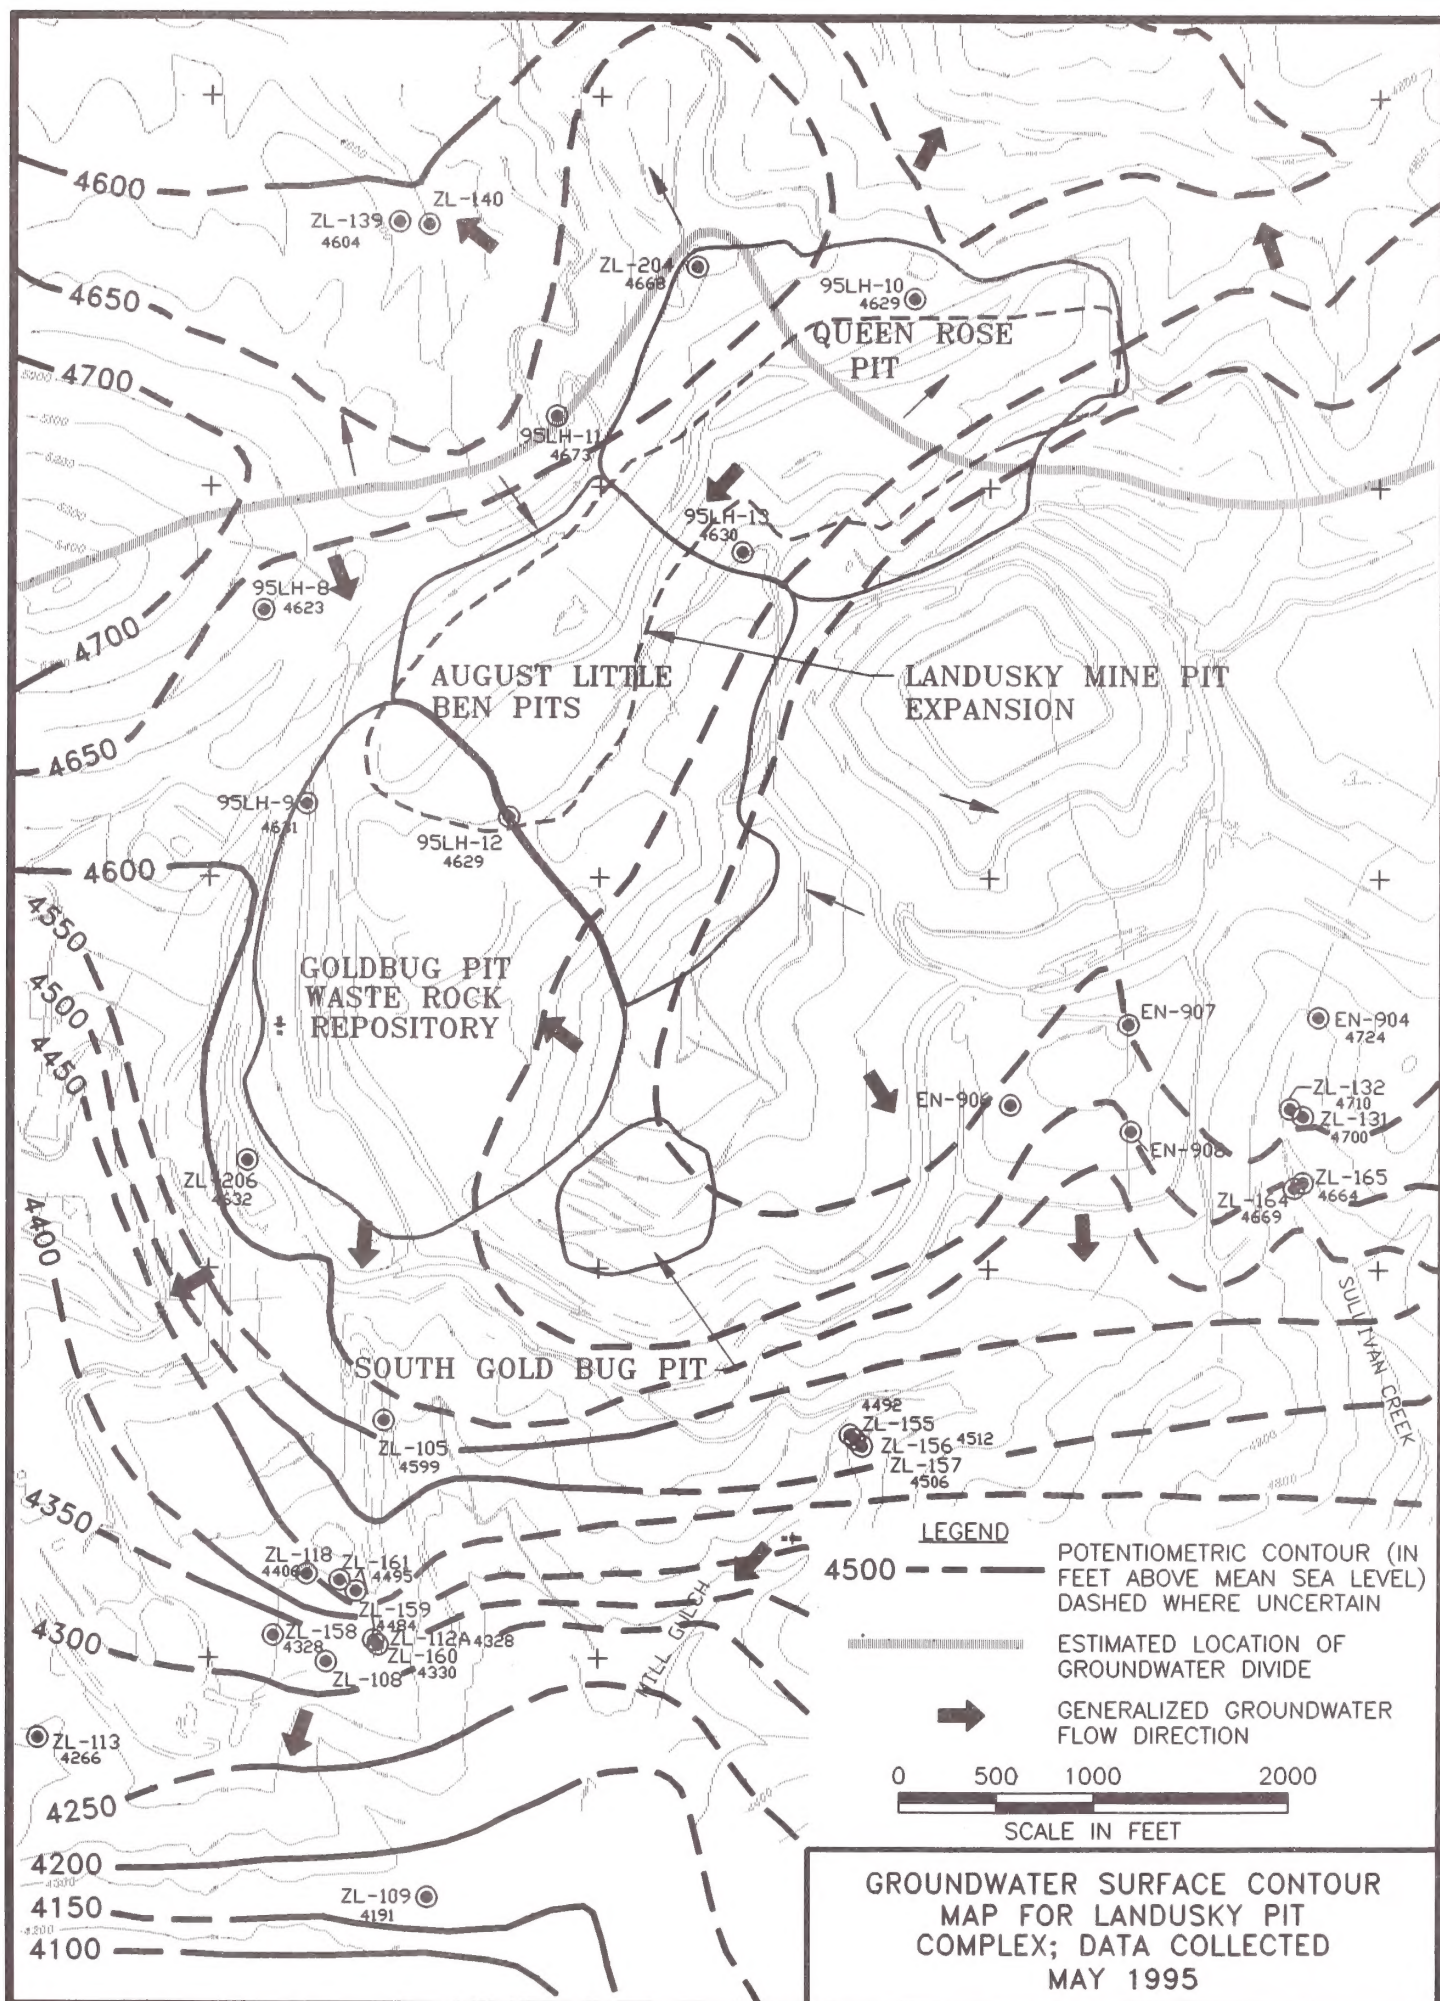 4600
ZL-140
ZL-139
4604
4650
4700
ZL-204
4668
95LH-10
4629
QUEEN ROSE
PIT
95LH-11
4673
95LH-13
4630
95LH-8
4623
4700
4650
AUGUST LITTLE
BEN PITS
LANDUSKY MINE PIT
EXPANSION
95LH-9
4631
95LH-12
4629
4600
4550
4500
4450
4400
GOLDBUG PIT
WASTE ROCK
REPOSITORY
EN-907
EN-904
4724
EN-906
ZL-132
4710
ZL-131
4700
EN-908
ZL-165
4664
ZL-164
4669
ZL-206
4632
SULLIVAN CREEK
SOUTH GOLD BUG PIT
4492
ZL-155
ZL-156 4512
ZL-157
4506
ZL-105
4599
4350
ZL-118
4406
ZL-161
4495
ZL-159
4484
ZL-158
4328
ZL-112A 4328
ZL-160
4330
ZL-108
4300
MILL GULCH
ZL-113
4266
4250
4200
4150
4100
ZL-109
4191
LEGEND
4500
POTENTIOMETRIC CONTOUR (IN
FEET ABOVE MEAN SEA LEVEL)
DASHED WHERE UNCERTAIN
ESTIMATED LOCATION OF
GROUNDWATER DIVIDE
GENERALIZED GROUNDWATER
FLOW DIRECTION
0 500 1000 2000
SCALE IN FEET
GROUNDWATER SURFACE CONTOUR
MAP FOR LANDUSKY PIT
COMPLEX; DATA COLLECTED
MAY 1995